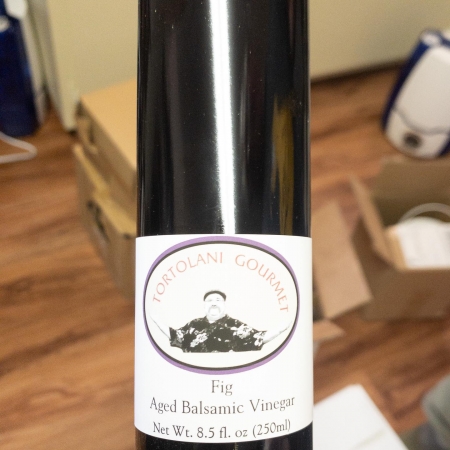 TORTOLANI GOURMET
Fig
Aged Balsamic Vinegar
Net Wt. 8.5 fl. oz (250ml)